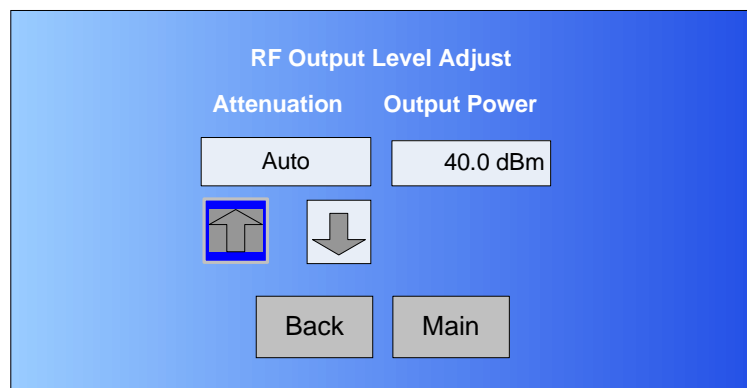 RF Output Level Adjust
Attenuation Output Power
Auto 40.0 dBm
Back Main